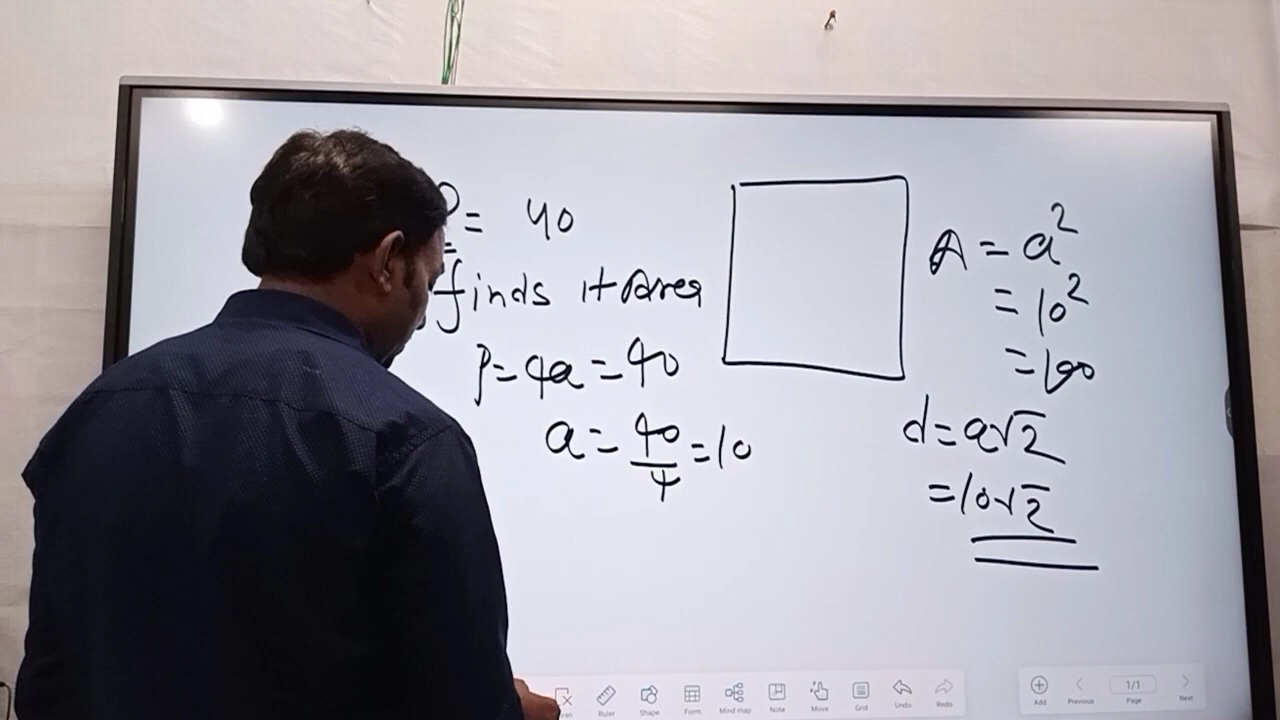 P = 40
finds it Area
P = 4a = 40
a = 40/4 = 10
A = a²
= 10²
= 100
d = a√2
= 10√2
Ruler Shape Form Mind map Note Move Grid Undo Redo
Add Previous 1/1 Page Next